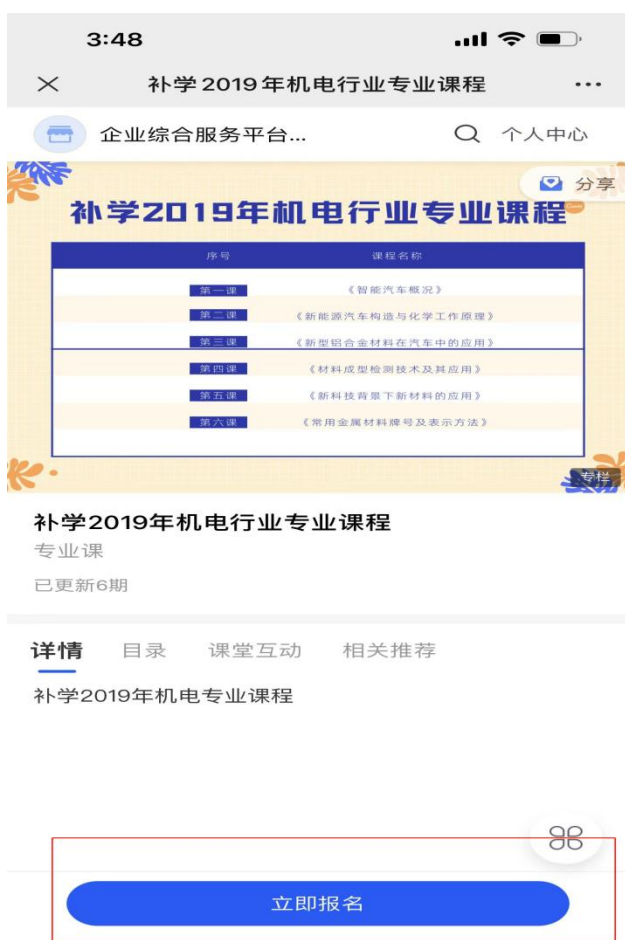 3:48
补学2019年机电行业专业课程
企业综合服务平台... 个人中心
分享
补学2019年机电行业专业课程
序号 课程名称
第一课 《智能汽车概况》
第二课 《新能源汽车构造与化学工作原理》
第三课 《新型铝合金材料在汽车中的应用》
第四课 《材料成型检测技术及其应用》
第五课 《新科技背景下新材料的应用》
第六课 《常用金属材料牌号及表示方法》
专栏
补学2019年机电行业专业课程
专业课
已更新6期
详情 目录 课堂互动 相关推荐
补学2019年机电专业课程
立即报名